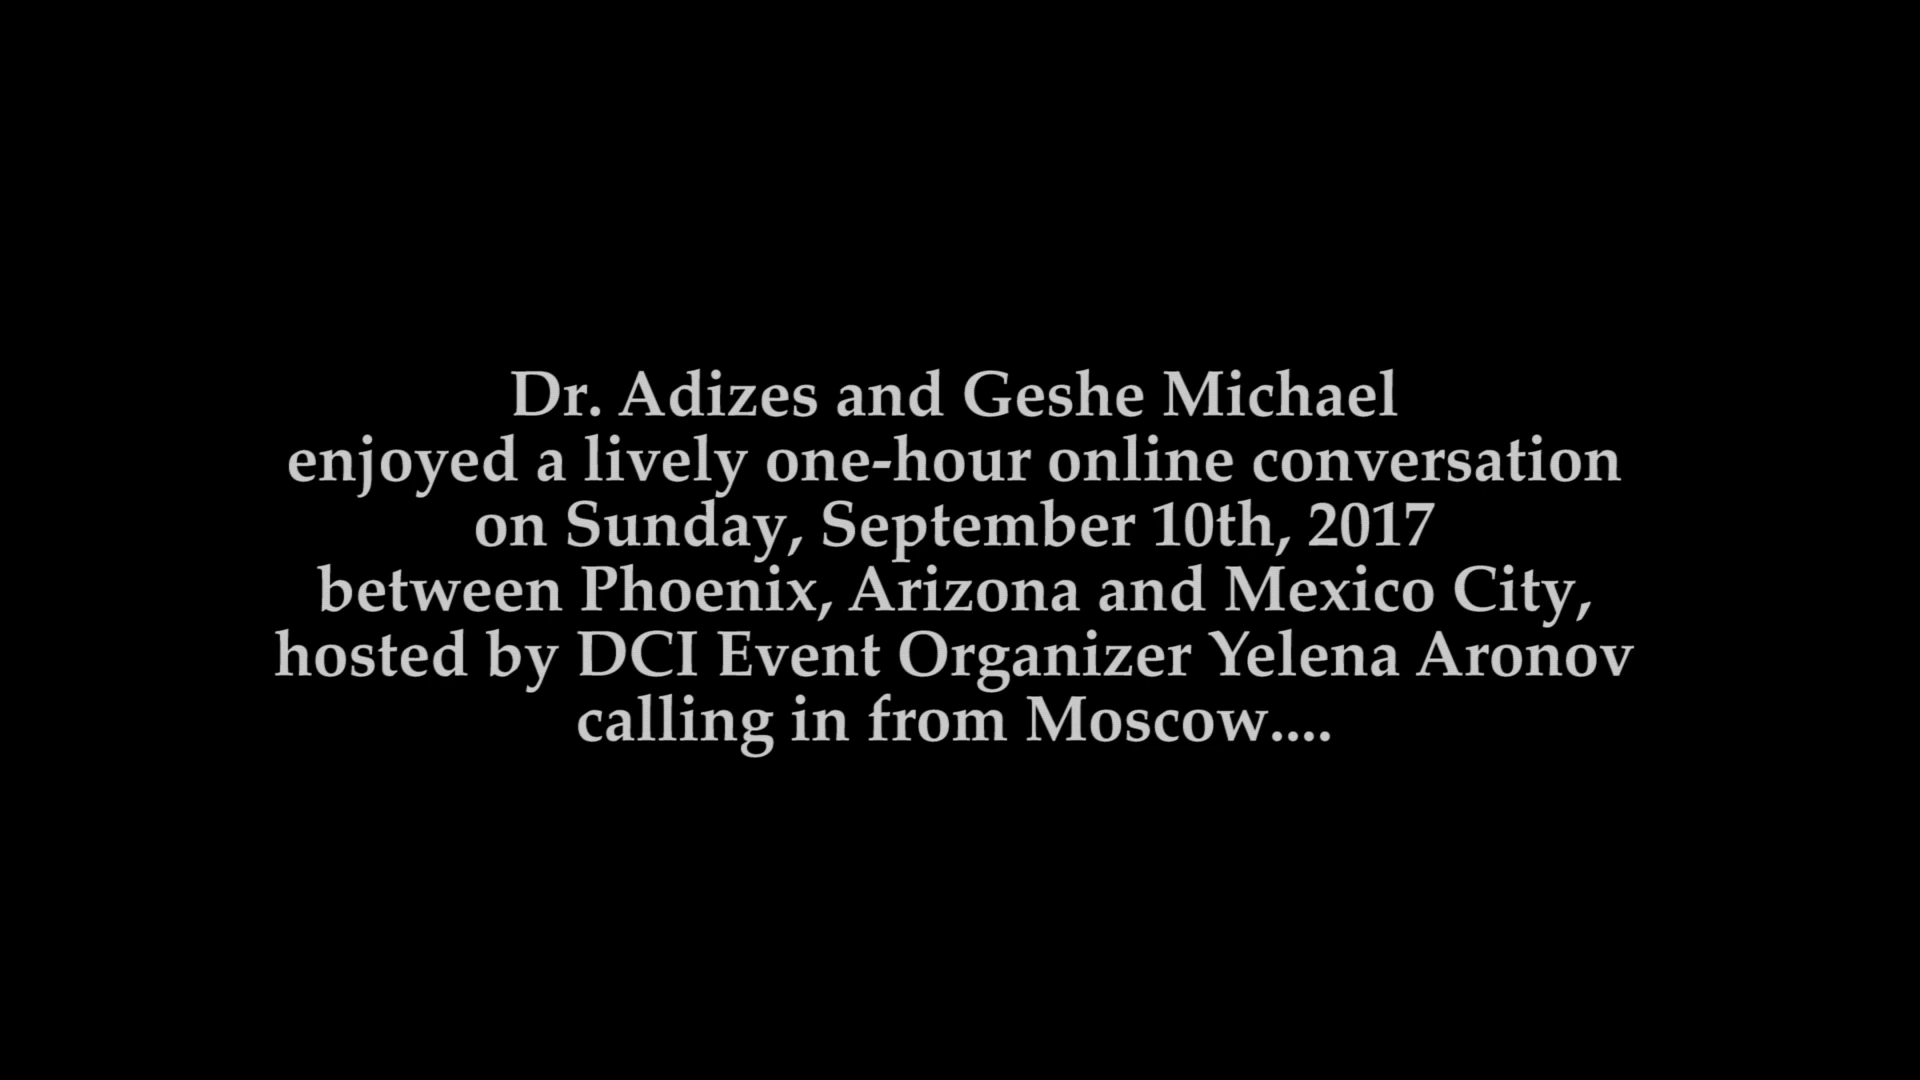 Dr. Adizes and Geshe Michael
enjoyed a lively one-hour online conversation
on Sunday, September 10th, 2017
between Phoenix, Arizona and Mexico City,
hosted by DCI Event Organizer Yelena Aronov
calling in from Moscow....